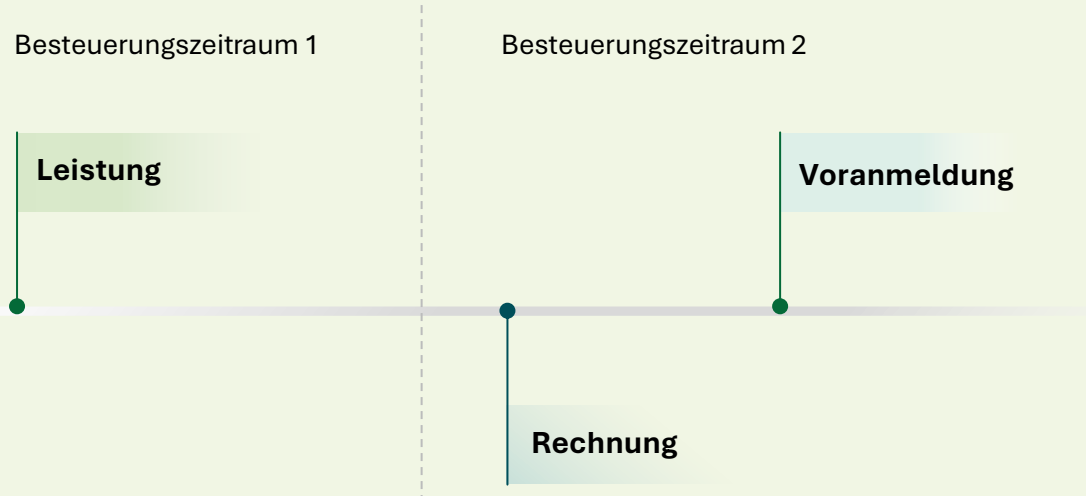 Besteuerungszeitraum 1
Besteuerungszeitraum 2
Leistung
Voranmeldung
Rechnung